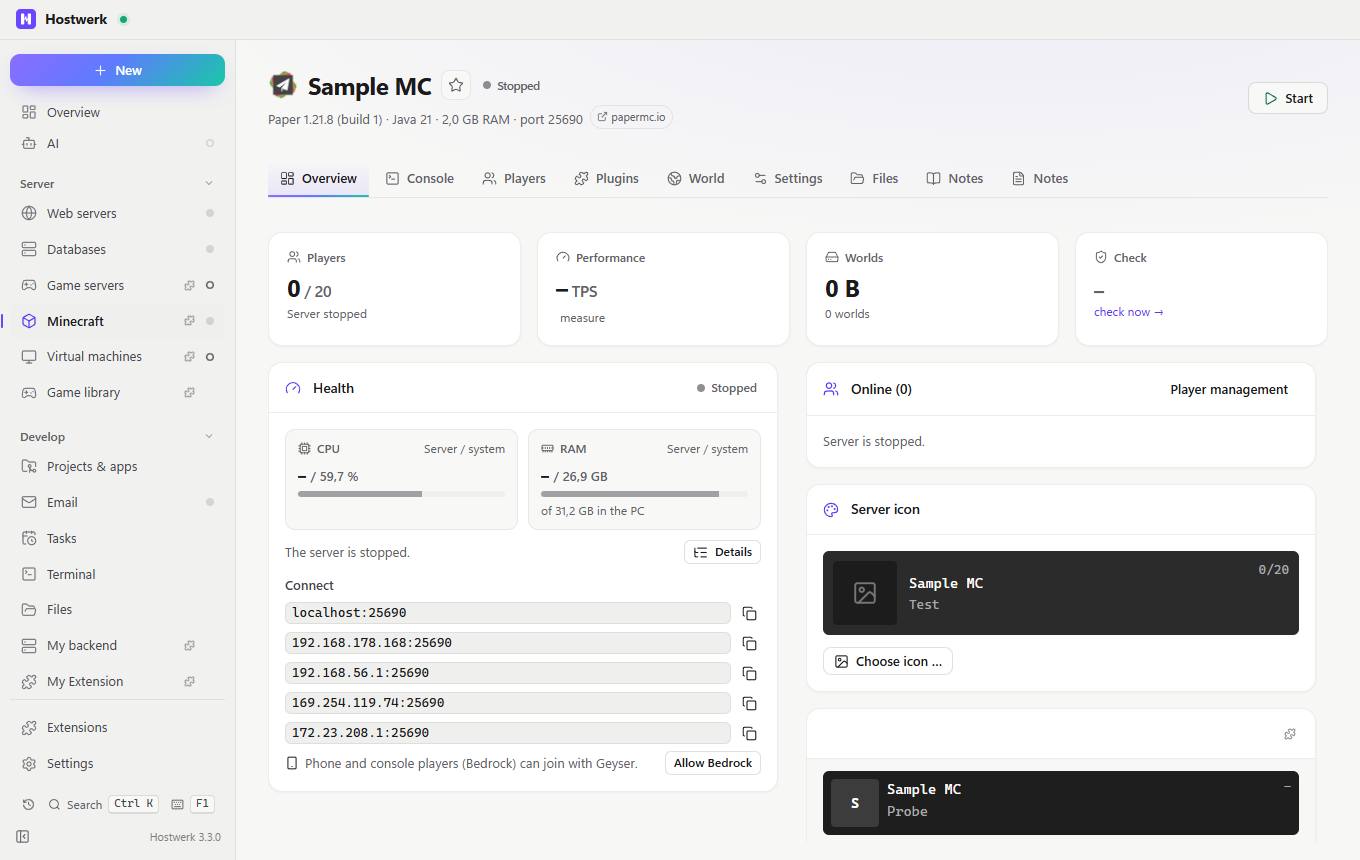 Hostwerk
New
Overview
AI
Server
Web servers
Databases
Game servers
Minecraft
Virtual machines
Game library
Develop
Projects & apps
Email
Tasks
Terminal
Files
My backend
My Extension
Extensions
Settings
Search Ctrl K F1
Hostwerk 3.3.0
Sample MC Stopped
Paper 1.21.8 (build 1) · Java 21 · 2,0 GB RAM · port 25690 papermc.io
Start
Overview Console Players Plugins World Settings Files Notes Notes
Players
0 / 20
Server stopped
Performance
– TPS
measure
Worlds
0 B
0 worlds
Check
–
check now →
Health Stopped
CPU Server / system
– / 59,7 %
RAM Server / system
– / 26,9 GB
of 31,2 GB in the PC
The server is stopped. Details
Connect
localhost:25690
192.168.178.168:25690
192.168.56.1:25690
169.254.119.74:25690
172.23.208.1:25690
Phone and console players (Bedrock) can join with Geyser. Allow Bedrock
Online (0) Player management
Server is stopped.
Server icon
Sample MC 0/20
Test
Choose icon ...
S Sample MC –
Probe